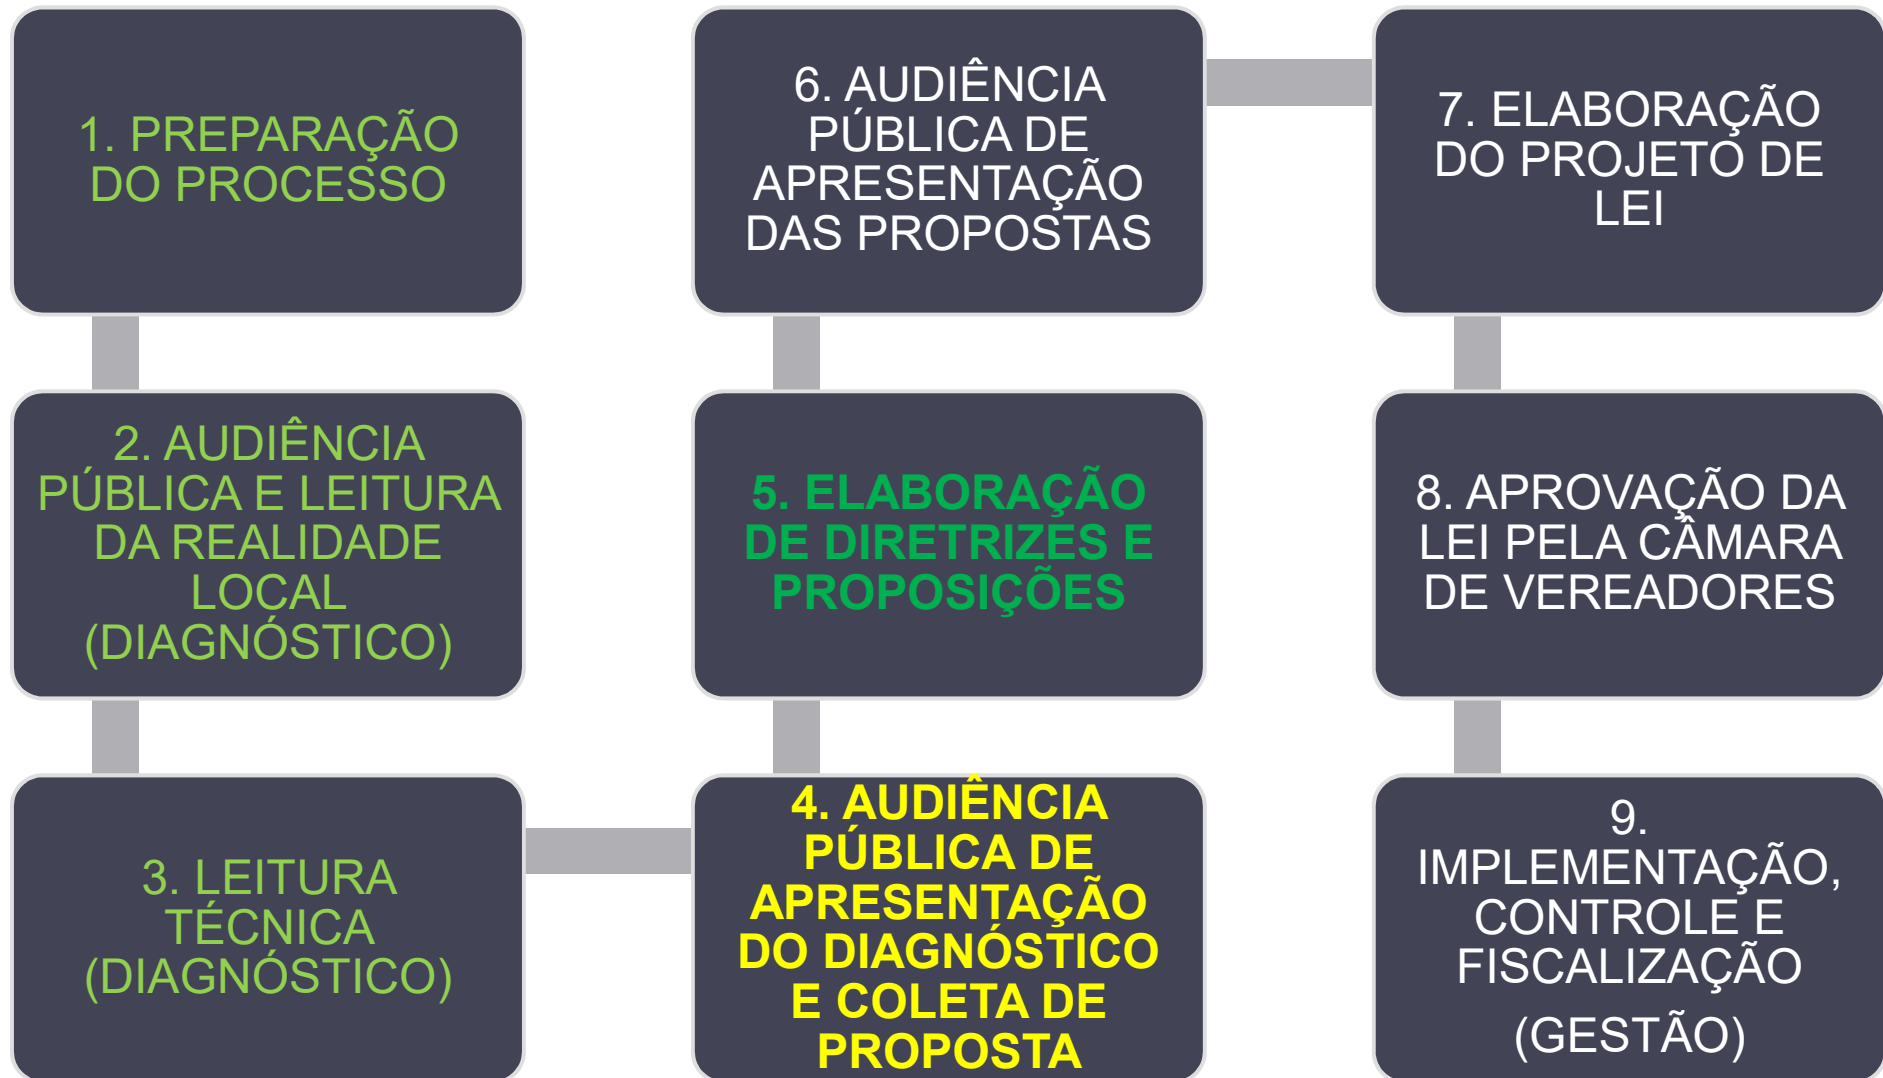 1. PREPARAÇÃO
DO PROCESSO
2. AUDIÊNCIA
PÚBLICA E LEITURA
DA REALIDADE
LOCAL
(DIAGNÓSTICO)
3. LEITURA
TÉCNICA
(DIAGNÓSTICO)
4. AUDIÊNCIA
PÚBLICA DE
APRESENTAÇÃO
DO DIAGNÓSTICO
E COLETA DE
PROPOSTA
5. ELABORAÇÃO
DE DIRETRIZES E
PROPOSIÇÕES
6. AUDIÊNCIA
PÚBLICA DE
APRESENTAÇÃO
DAS PROPOSTAS
7. ELABORAÇÃO
DO PROJETO DE
LEI
8. APROVAÇÃO DA
LEI PELA CÂMARA
DE VEREADORES
9.
IMPLEMENTAÇÃO,
CONTROLE E
FISCALIZAÇÃO
(GESTÃO)